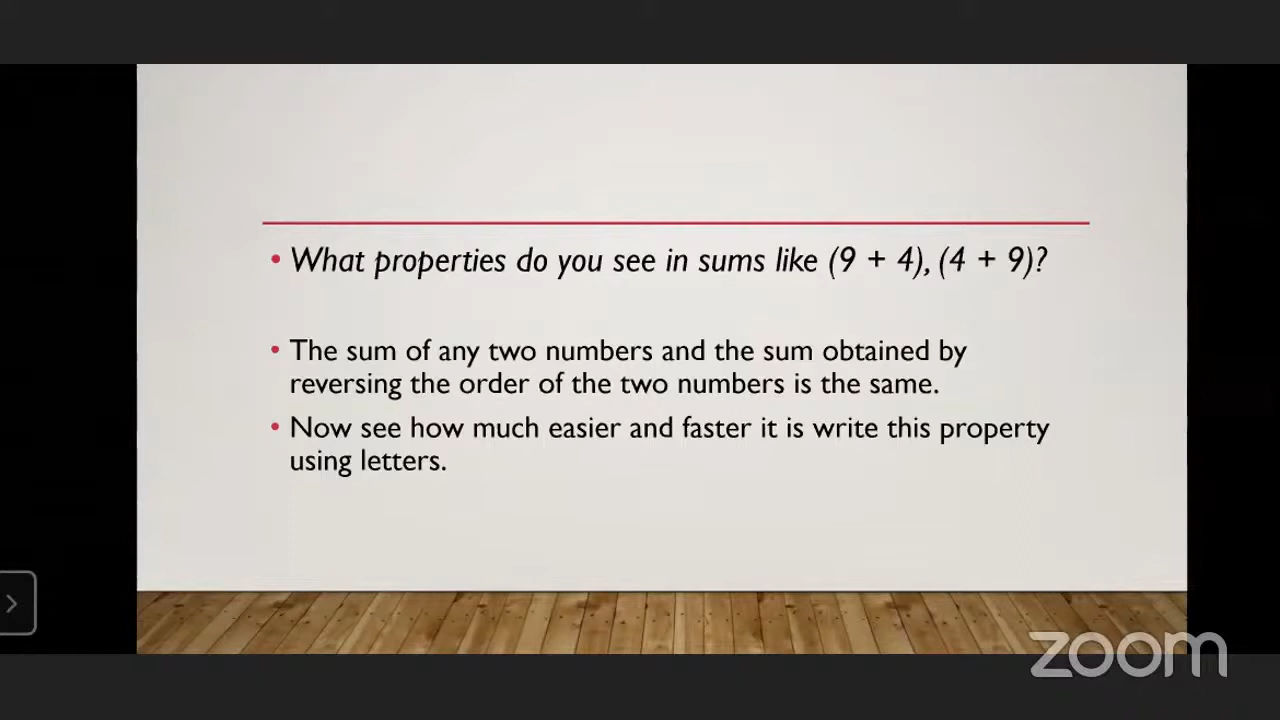 • What properties do you see in sums like (9 + 4), (4 + 9)?
• The sum of any two numbers and the sum obtained by
reversing the order of the two numbers is the same.
• Now see how much easier and faster it is write this property
using letters.
zoom